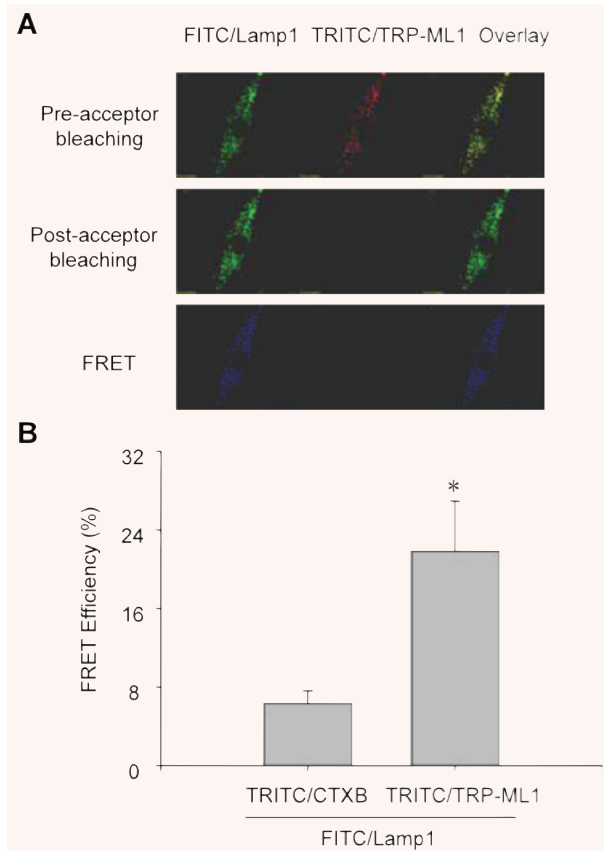 A
FITC/Lamp1 TRITC/TRP-ML1 Overlay
Pre-acceptor
bleaching
Post-acceptor
bleaching
FRET
B
FRET Efficiency (%)
32
24
16
8
0
*
TRITC/CTXB TRITC/TRP-ML1
FITC/Lamp1